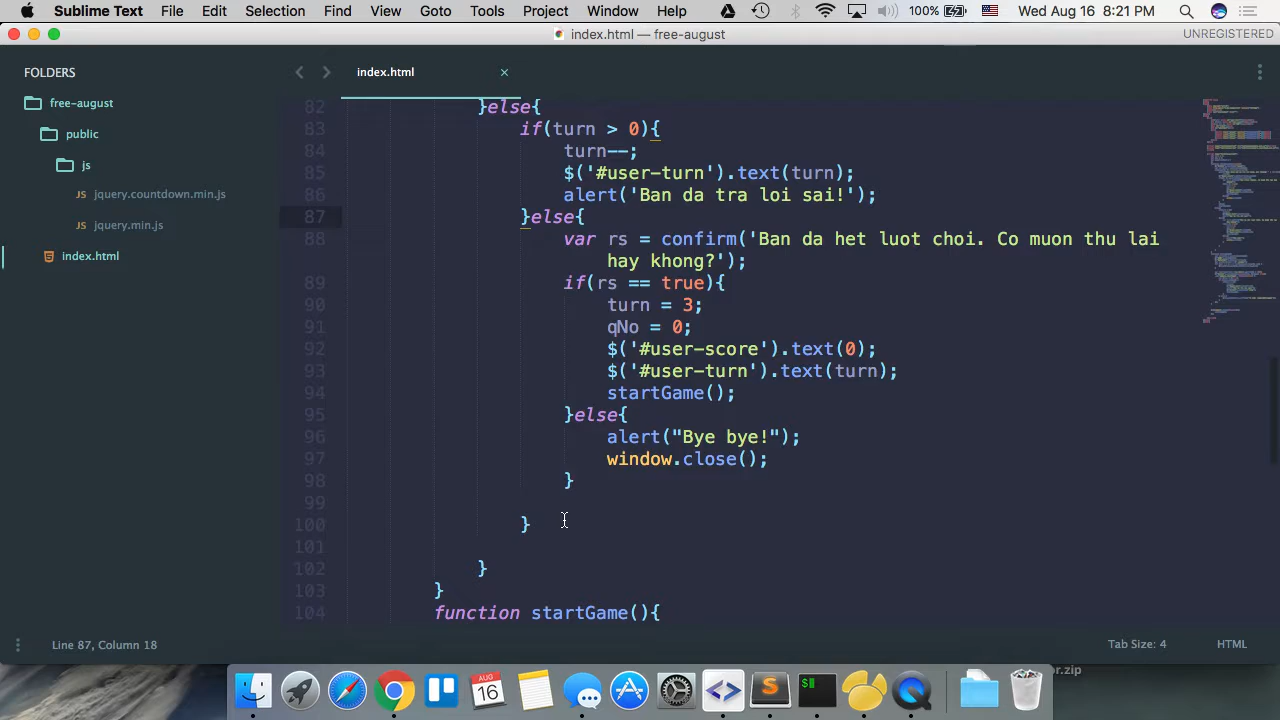 Sublime Text File Edit Selection Find View Goto Tools Project Window Help 100% Wed Aug 16 8:21 PM
index.html — free-august UNREGISTERED
FOLDERS
free-august
public
js
JS jquery.countdown.min.js
JS jquery.min.js
index.html
index.html ×
82 }else{
83 if(turn > 0){
84 turn--;
85 $('#user-turn').text(turn);
86 alert('Ban da tra loi sai!');
87 }else{
88 var rs = confirm('Ban da het luot choi. Co muon thu lai
hay khong?');
89 if(rs == true){
90 turn = 3;
91 qNo = 0;
92 $('#user-score').text(0);
93 $('#user-turn').text(turn);
94 startGame();
95 }else{
96 alert("Bye bye!");
97 window.close();
98 }
99
100 }
101
102 }
103 }
104 function startGame(){
Line 87, Column 18 Tab Size: 4 HTML
or.zip
AUG
16